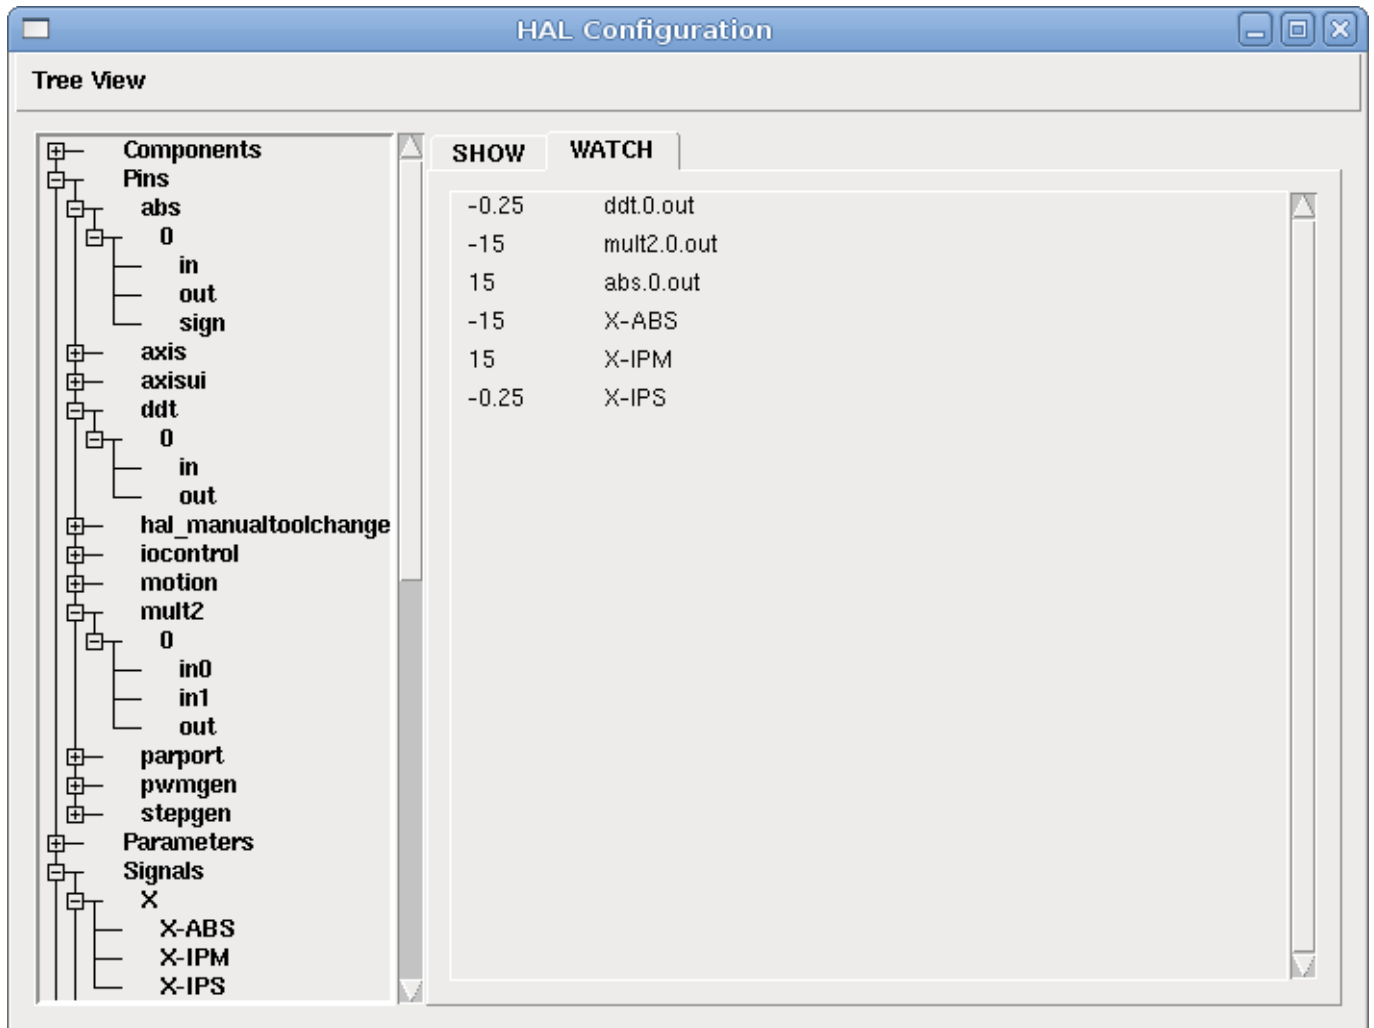 HAL Configuration
Tree View
Components
Pins
abs
0
in
out
sign
axis
axisui
ddt
0
in
out
hal_manualtoolchange
iocontrol
motion
mult2
0
in0
in1
out
parport
pwmgen
stepgen
Parameters
Signals
X
X-ABS
X-IPM
X-IPS
SHOW WATCH
-0.25 ddt.0.out
-15 mult2.0.out
15 abs.0.out
-15 X-ABS
15 X-IPM
-0.25 X-IPS